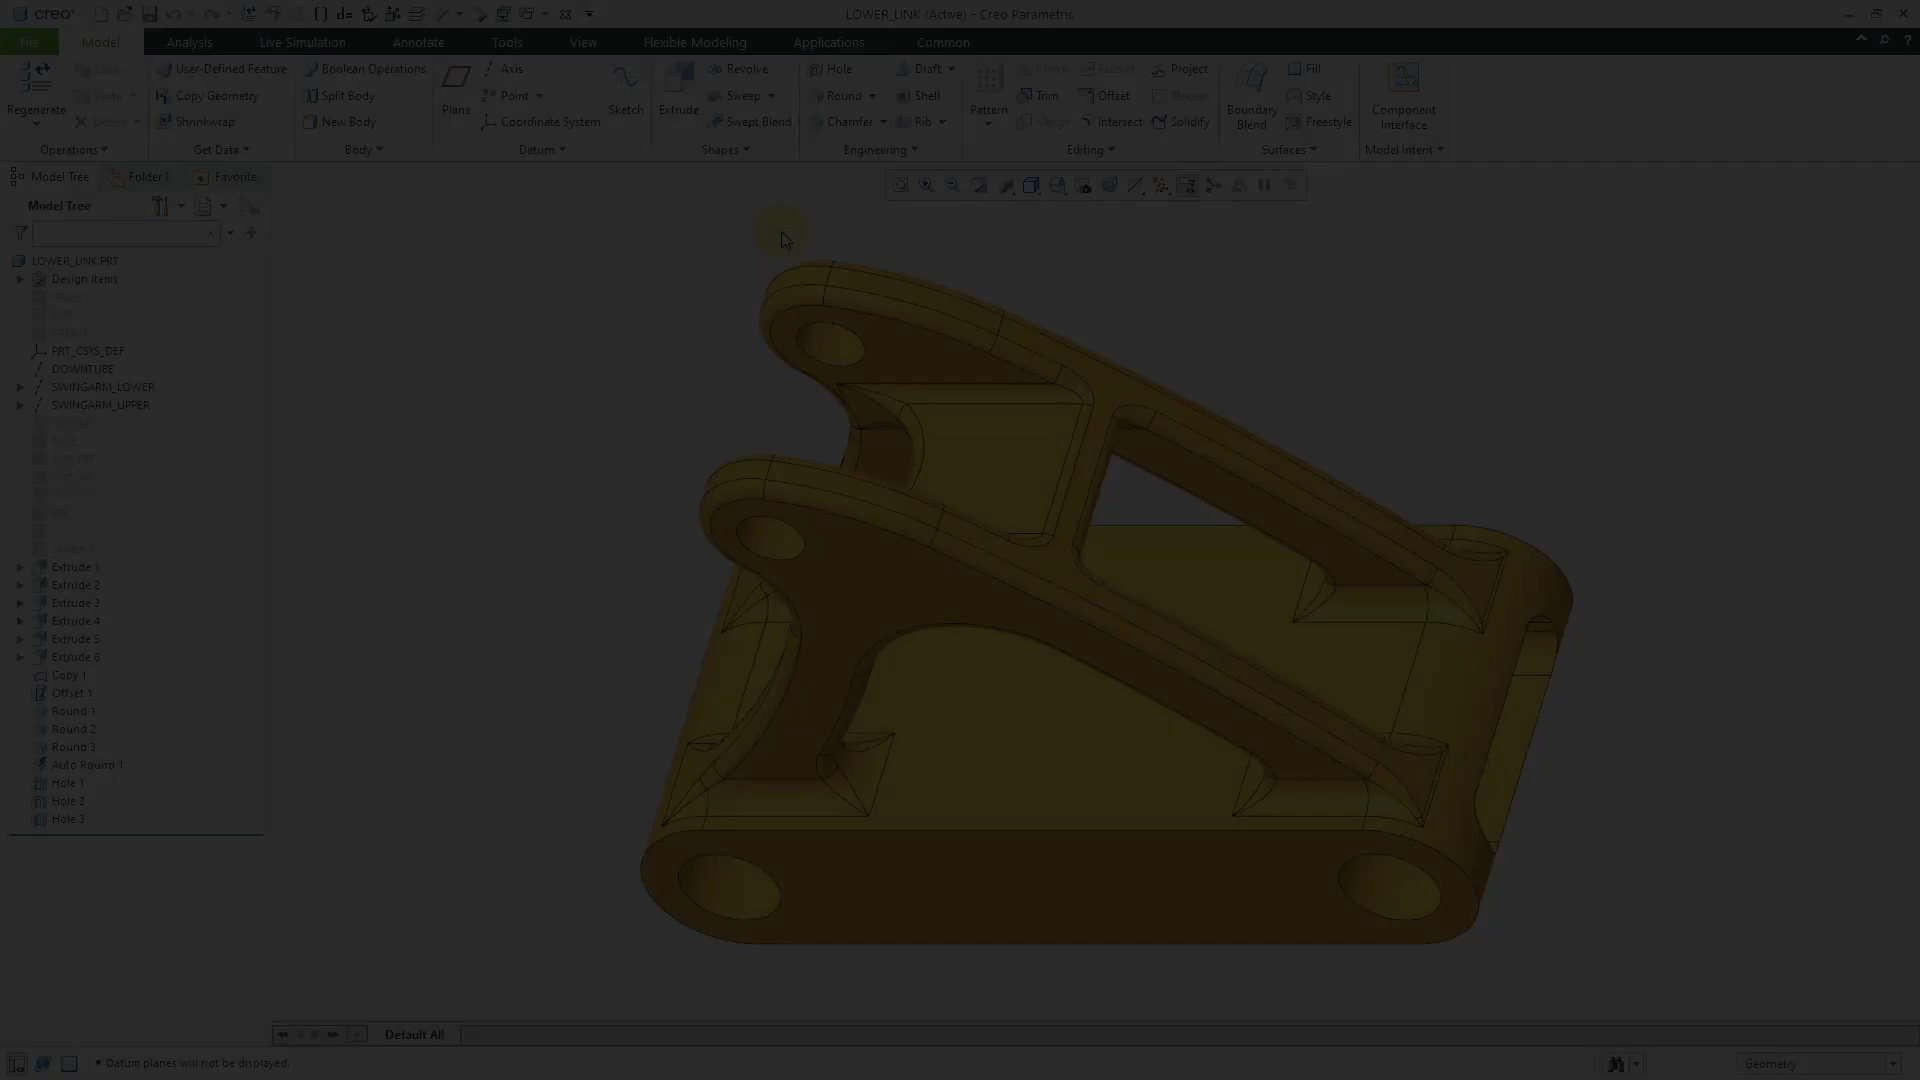 creo
LOWER_LINK (Active) - Creo Parametric
File
Model
Analysis
Live Simulation
Annotate
Tools
View
Flexible Modeling
Applications
Common
Regenerate
Operations
User-Defined Feature
Copy Geometry
Shrinkwrap
Get Data
Boolean Operations
Split Body
New Body
Body
Plane
Axis
Point
Coordinate System
Sketch
Datum
Extrude
Revolve
Sweep
Swept Blend
Shapes
Hole
Round
Chamfer
Draft
Shell
Rib
Engineering
Pattern
Mirror
Trim
Merge
Extend
Offset
Intersect
Project
Thicken
Solidify
Editing
Boundary
Blend
Fill
Style
Freestyle
Surfaces
Component
Interface
Model Intent
Model Tree
Folder B
Favorite
Model Tree
LOWER_LINK.PRT
Design Items
PRT_CSYS_DEF
DOWNTUBE
SWINGARM_LOWER
SWINGARM_UPPER
Extrude 1
Extrude 2
Extrude 3
Extrude 4
Extrude 5
Extrude 6
Copy 1
Offset 1
Round 1
Round 2
Round 3
Auto Round 1
Hole 1
Hole 2
Hole 3
Default All
• Datum planes will not be displayed.
Geometry